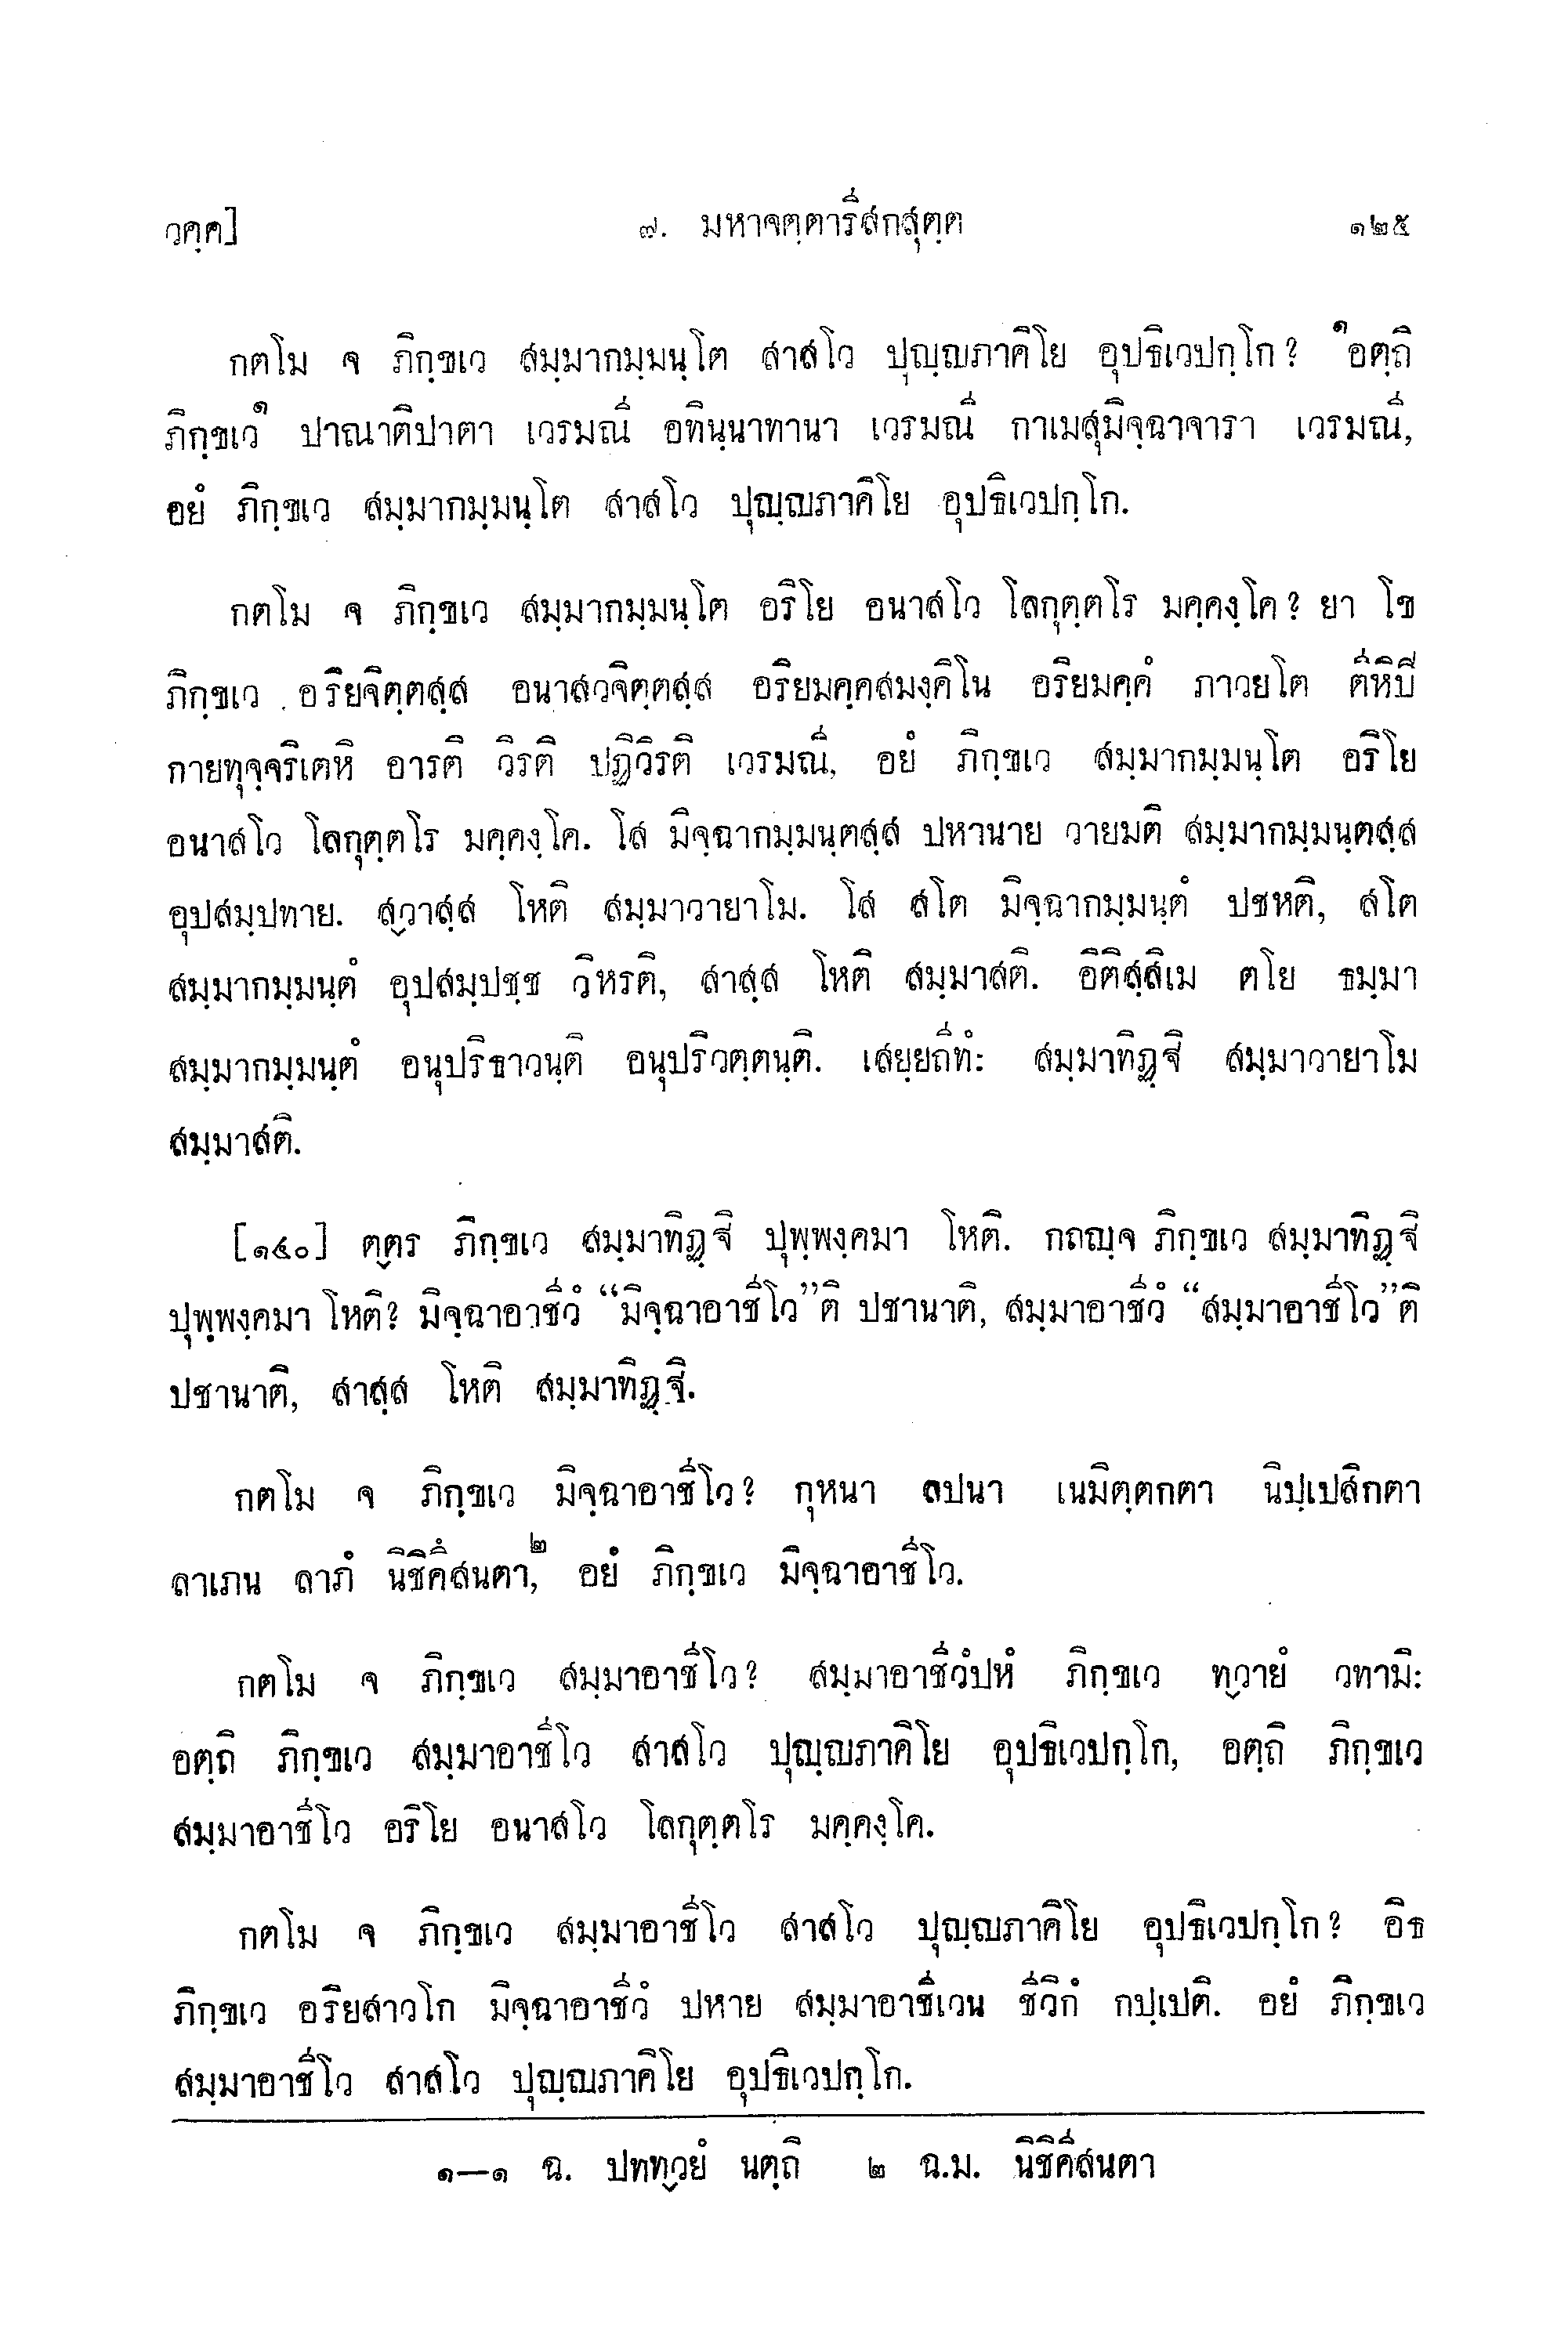 วคฺค] ๗. มหาจตฺตารีสกสุตฺต ๑๒๕
กตโม จ ภิกฺขเว สมฺมากมฺมนฺโต สาสโว ปุญฺญภาคิโย อุปธิเวปกฺโก? ๑อตฺถิ
ภิกฺขเว๑ ปาณาติปาตา เวรมณี อทินฺนาทานา เวรมณี กาเมสุมิจฺฉาจารา เวรมณี,
อยํ ภิกฺขเว สมฺมากมฺมนฺโต สาสโว ปุญฺญภาคิโย อุปธิเวปกฺโก.
กตโม จ ภิกฺขเว สมฺมากมฺมนฺโต อริโย อนาสโว โลกุตฺตโร มคฺคงฺโค? ยา โข
ภิกฺขเว อริยจิตฺตสฺส อนาสวจิตฺตสฺส อริยมคฺคสมงฺคิโน อริยมคฺคํ ภาวยโต ตีหิปิ
กายทุจฺจริเตหิ อารติ วิรติ ปฏิวิรติ เวรมณี, อยํ ภิกฺขเว สมฺมากมฺมนฺโต อริโย
อนาสโว โลกุตฺตโร มคฺคงฺโค. โส มิจฺฉากมฺมนฺตสฺส ปหานาย วายมติ สมฺมากมฺมนฺตสฺส
อุปสมฺปทาย. สฺวาสฺส โหติ สมฺมาวายาโม. โส สโต มิจฺฉากมฺมนฺตํ ปชหติ, สโต
สมฺมากมฺมนฺตํ อุปสมฺปชฺช วิหรติ, สาสฺส โหติ สมฺมาสติ. อิติสฺสิเม ตโย ธมฺมา
สมฺมากมฺมนฺตํ อนุปริธาวนฺติ อนุปริวตฺตนฺติ. เสยฺยถีทํ: สมฺมาทิฏฺฐิ สมฺมาวายาโม
สมฺมาสติ.
[๑๔๐] ตฺตร ภิกฺขเว สมฺมาทิฏฺฐิ ปุพฺพงฺคมา โหติ. กถญฺจ ภิกฺขเว สมฺมาทิฏฺฐิ
ปุพฺพงฺคมา โหติ? มิจฺฉาอาชีวํ “มิจฺฉาอาชีโว”ติ ปชานาติ, สมฺมาอาชีวํ “สมฺมาอาชีโว”ติ
ปชานาติ, สาสฺส โหติ สมฺมาทิฏฺฐิ.
กตโม จ ภิกฺขเว มิจฺฉาอาชีโว? กุหนา ลปนา เนมิตฺตกตา นิปฺเปสิกตา
ลาเภน ลาภํ นิชิคึสนตา,๒ อยํ ภิกฺขเว มิจฺฉาอาชีโว.
กตโม จ ภิกฺขเว สมฺมาอาชีโว? สมฺมาอาชีวํปหํ ภิกฺขเว ทฺวายํ วทามิ:
อตฺถิ ภิกฺขเว สมฺมาอาชีโว สาสโว ปุญฺญภาคิโย อุปธิเวปกฺโก, อตฺถิ ภิกฺขเว
สมฺมาอาชีโว อริโย อนาสโว โลกุตฺตโร มคฺคงฺโค.
กตโม จ ภิกฺขเว สมฺมาอาชีโว สาสโว ปุญฺญภาคิโย อุปธิเวปกฺโก? อิธ
ภิกฺขเว อริยสาวโก มิจฺฉาอาชีวํ ปหาย สมฺมาอาชีเวน ชีวิกํ กปฺเปติ. อยํ ภิกฺขเว
สมฺมาอาชีโว สาสโว ปุญฺญภาคิโย อุปธิเวปกฺโก.
๑—๑ ฉ. ปททฺวยํ นตฺถิ ๒ ฉ.ม. นิชิคีสนตา